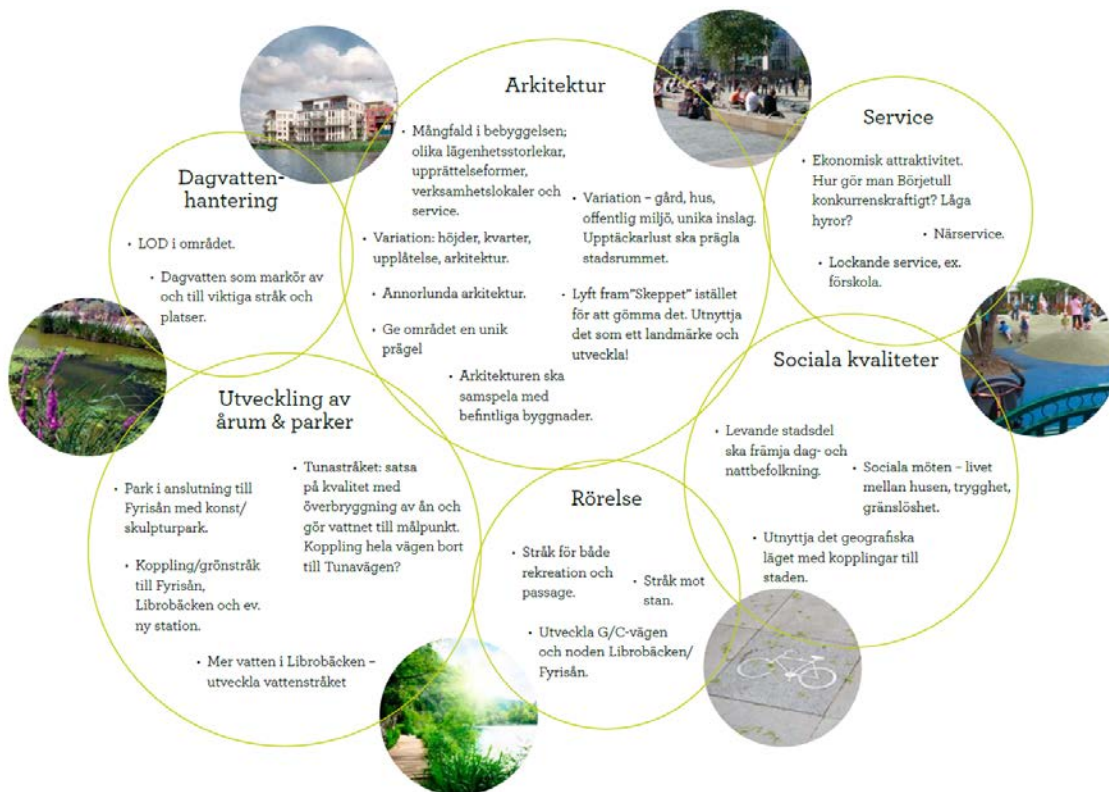 Arkitektur
• Mångfald i bebyggelsen;
olika lägenhetsstorlekar,
upprättelseformer,
verksamhetslokaler och
service.
• Variation: höjder, kvarter,
upplåtelse, arkitektur.
• Annorlunda arkitektur.
• Ge området en unik
prägel
• Arkitekturen ska
samspela med
befintliga byggnader.
• Variation – gård, hus,
offentlig miljö, unika inslag.
Upptäckarlust ska prägla
stadsrummet.
• Lyft fram"Skeppet" istället
för att gömma det. Utnyttja
det som ett landmärke och
utveckla!
Service
• Ekonomisk attraktivitet.
Hur gör man Börjetull
konkurrenskraftigt? Låga
hyror?
• Närservice.
• Lockande service, ex.
förskola.
Dagvatten-
hantering
• LOD i området.
• Dagvatten som markör av
och till viktiga stråk och
platser.
Utveckling av
årum & parker
• Park i anslutning till
Fyrisån med konst/
skulpturpark.
• Koppling/grönstråk
till Fyrisån,
Librobäcken och ev.
ny station.
• Tunastråket: satsa
på kvalitet med
överbryggning av ån och
gör vattnet till målpunkt.
Koppling hela vägen bort
till Tunavägen?
• Mer vatten i Librobäcken –
utveckla vattenstråket
Rörelse
• Stråk för både
rekreation och
passage.
• Stråk mot
stan.
• Utveckla G/C-vägen
och noden Librobäcken/
Fyrisån.
Sociala kvaliteter
• Levande stadsdel
ska främja dag- och
nattbefolkning.
• Sociala möten – livet
mellan husen, trygghet,
gränslöshet.
• Utnyttja det geografiska
läget med kopplingar till
staden.